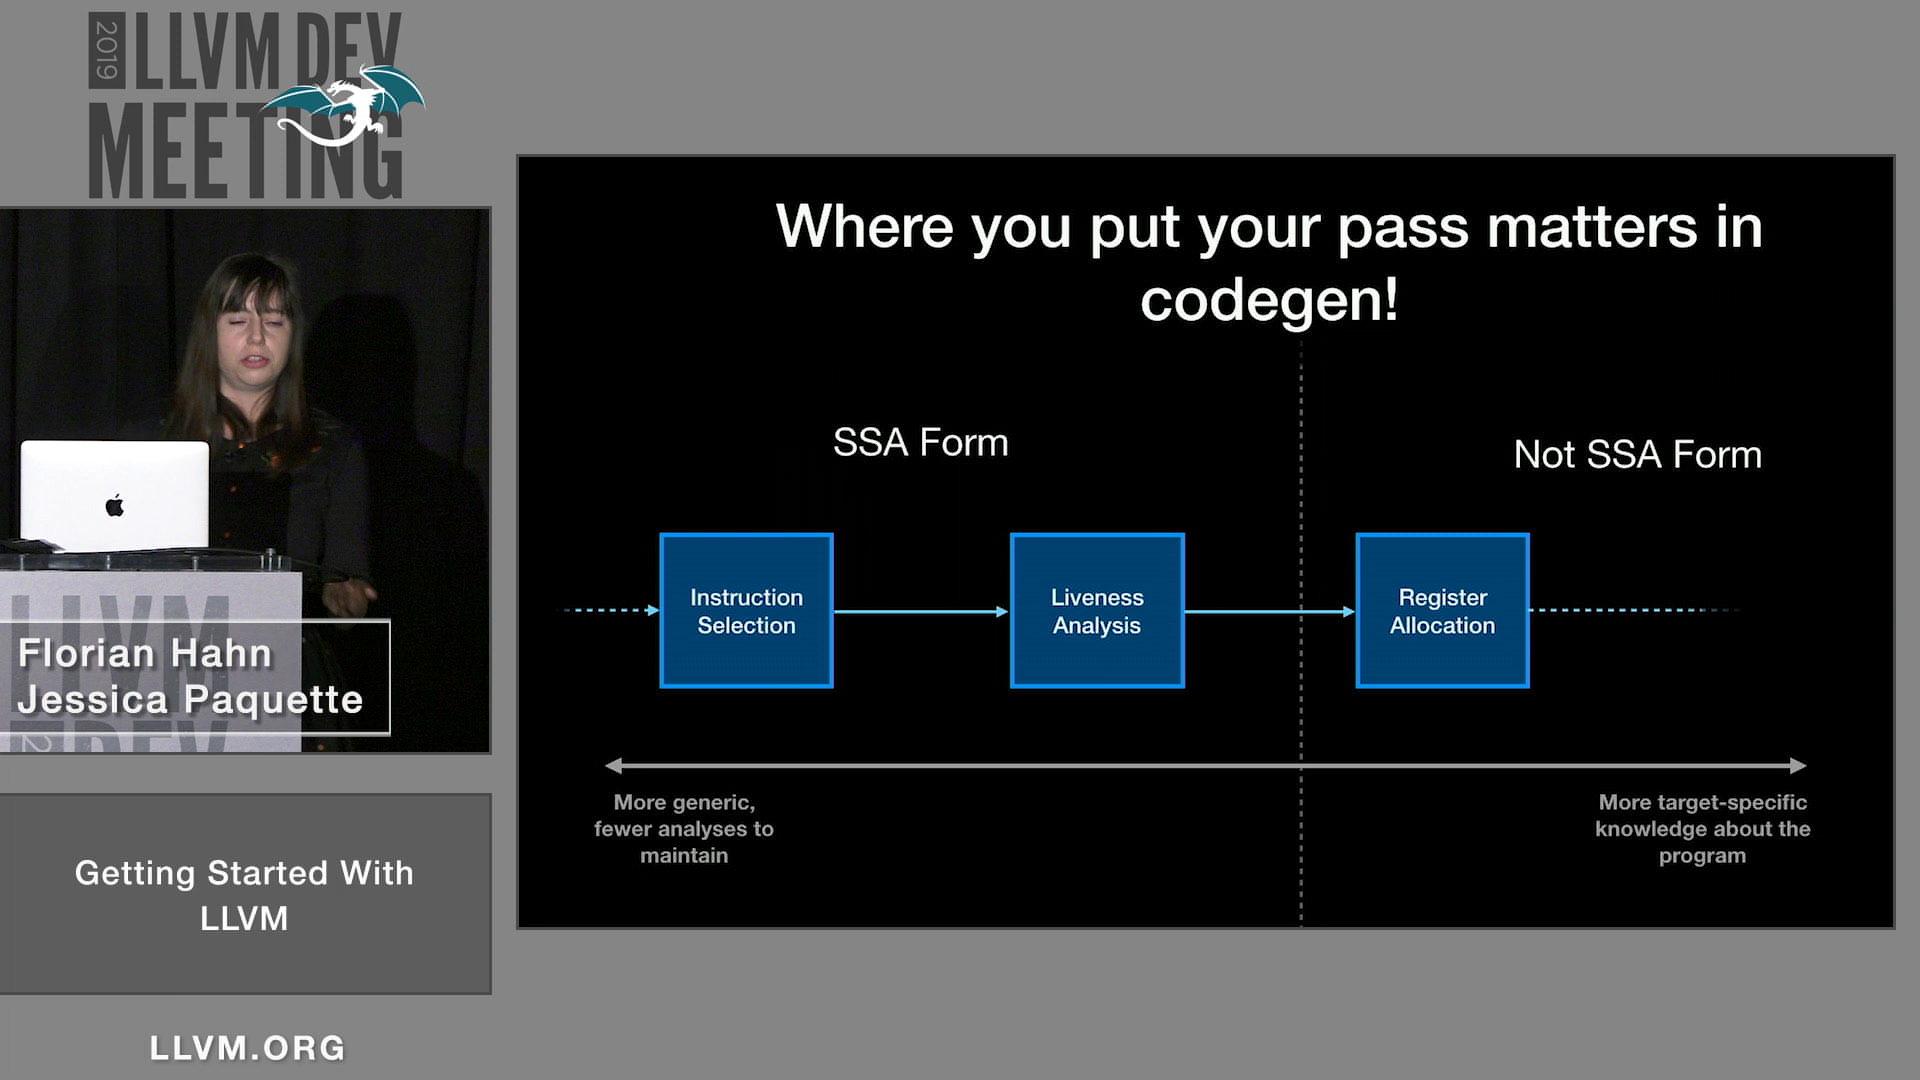 2019
LLVM DEV
MEETING
Where you put your pass matters in
codegen!
SSA Form
Not SSA Form
Instruction
Selection
Liveness
Analysis
Register
Allocation
More generic,
fewer analyses to
maintain
More target-specific
knowledge about the
program
LLVM
DEV
Florian Hahn
Jessica Paquette
Getting Started With
LLVM
LLVM.ORG